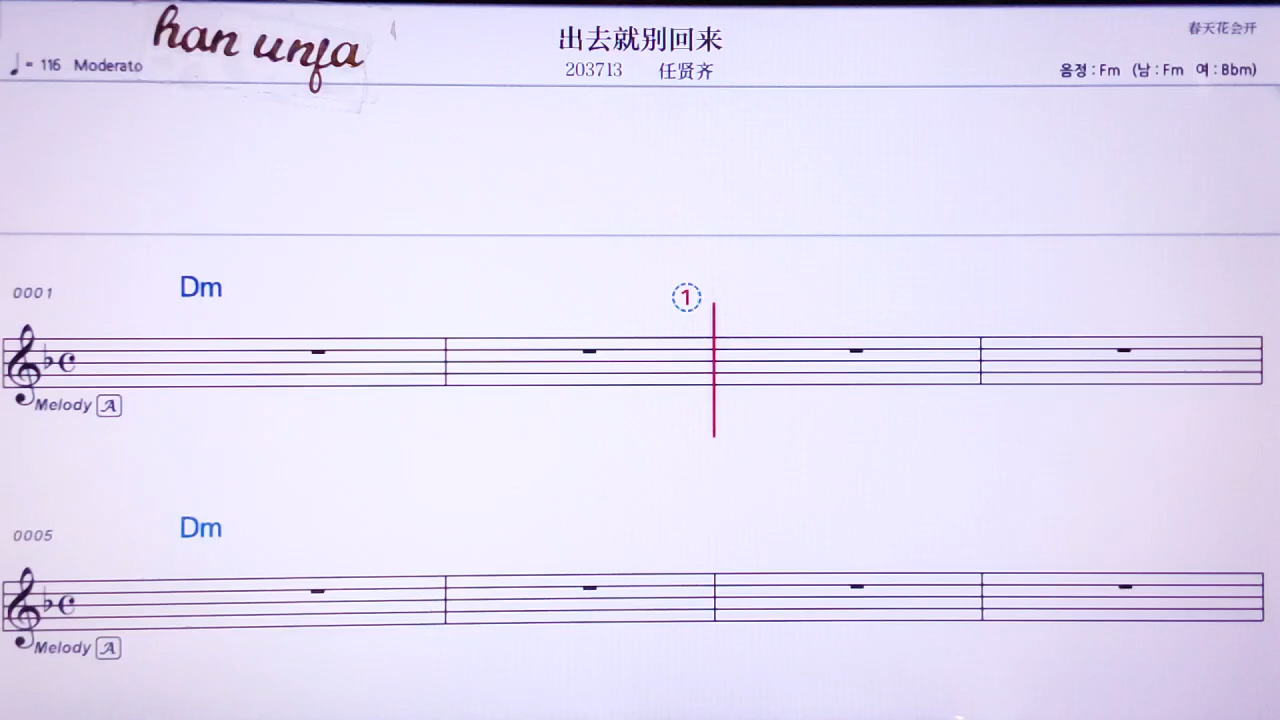 han unfa
出去就别回来
春天花会开
♩= 116 Moderato
203713 任贤齐
음정 : Fm (남 : Fm 여 : Bbm)
0001 Dm
1
Melody A
0005 Dm
Melody A